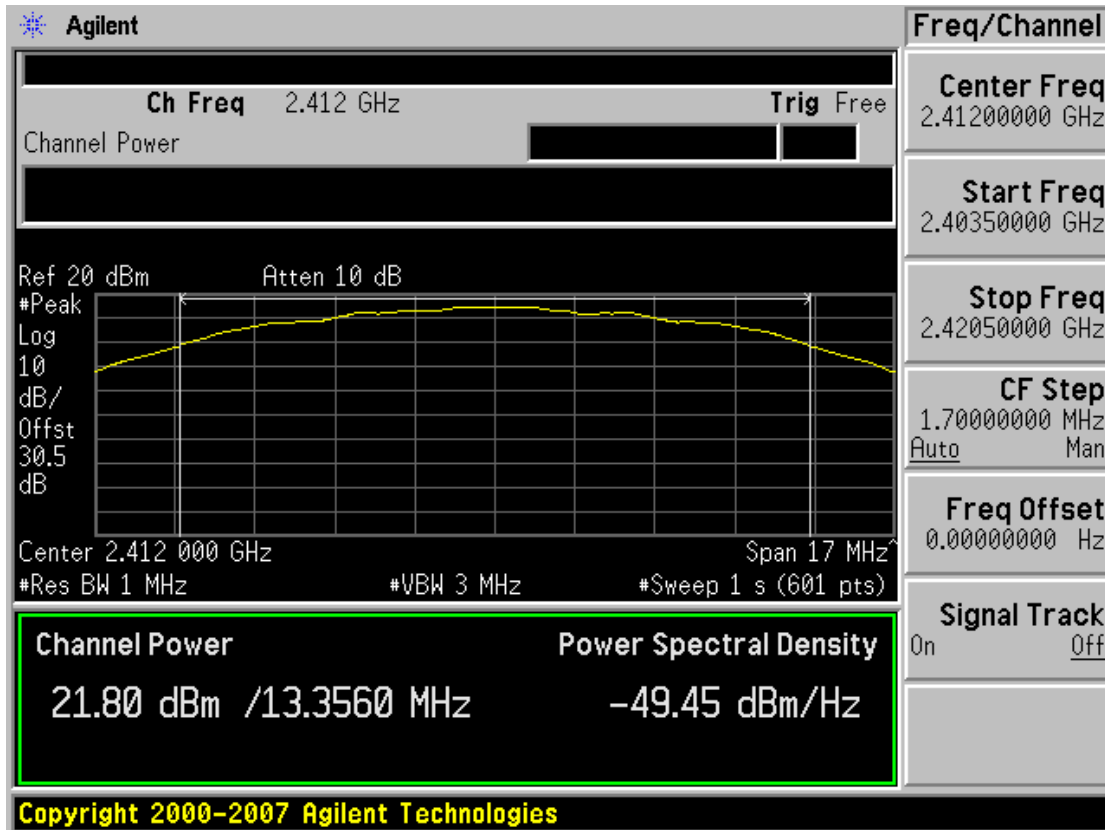 Agilent
Freq/Channel
Ch Freq 2.412 GHz Trig Free
Channel Power
Center Freq
2.41200000 GHz
Start Freq
2.40350000 GHz
Stop Freq
2.42050000 GHz
CF Step
1.70000000 MHz
Auto Man
Freq Offset
0.00000000 Hz
Signal Track
On Off
Ref 20 dBm Atten 10 dB
#Peak
Log
10
dB/
Offst
30.5
dB
Center 2.412 000 GHz Span 17 MHz^
#Res BW 1 MHz #VBW 3 MHz #Sweep 1 s (601 pts)
Channel Power Power Spectral Density
21.80 dBm /13.3560 MHz -49.45 dBm/Hz
Copyright 2000-2007 Agilent Technologies